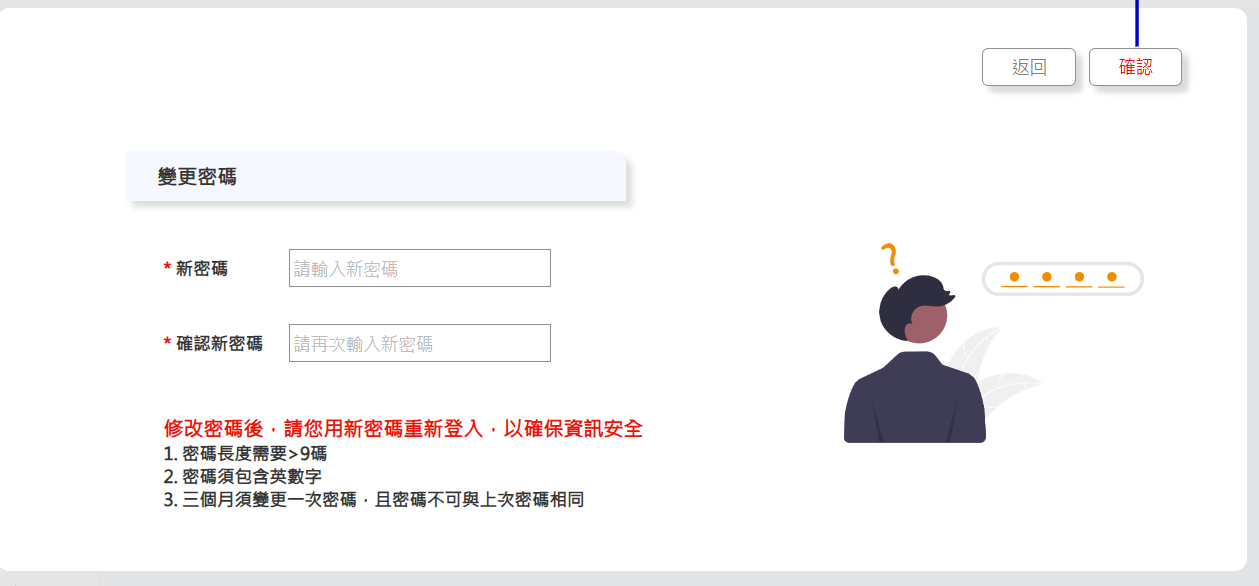 返回 確認
變更密碼
* 新密碼 請輸入新密碼
* 確認新密碼 請再次輸入新密碼
修改密碼後，請您用新密碼重新登入，以確保資訊安全
1. 密碼長度需要>9碼
2. 密碼須包含英數字
3. 三個月須變更一次密碼，且密碼不可與上次密碼相同